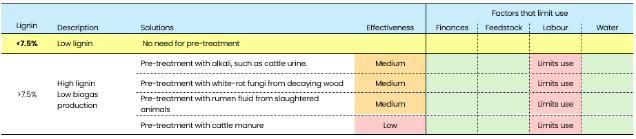 Factors that limit use
Lignin Description Solutions Effectiveness Finances Feedstock Labour Water
<7.5% Low lignin No need for pre-treatment
Pre-treatment with alkali, such as cattle urine. Medium Limits use
>7.5% High lignin Low biogas production
Pre-treatment with white-rot fungi from decaying wood Medium Limits use
Pre-treatment with rumen fluid from slaughtered animals Medium Limits use
Pre-treatment with cattle manure Low Limits use